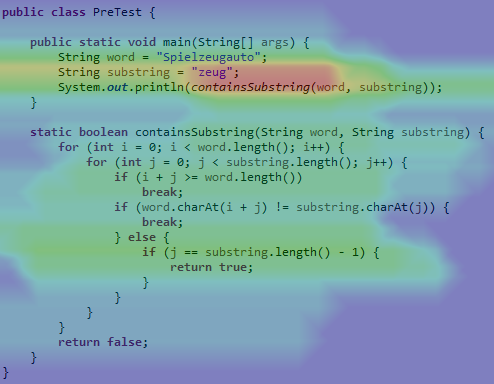 public class PreTest {
public static void main(String[] args) {
String word = "Spielzeugauto";
String substring = "zeug";
System.out.println(containsSubstring(word, substring));
}
static boolean containsSubstring(String word, String substring) {
for (int i = 0; i < word.length(); i++) {
for (int j = 0; j < substring.length(); j++) {
if (i + j >= word.length())
break;
if (word.charAt(i + j) != substring.charAt(j)) {
break;
} else {
if (j == substring.length() - 1) {
return true;
}
}
}
}
return false;
}
}